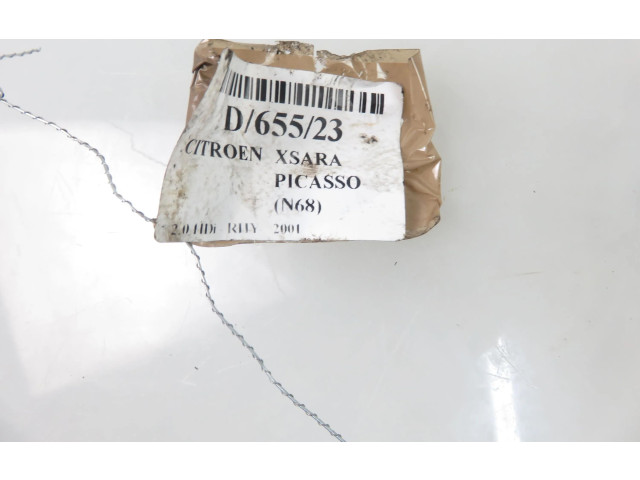 D/655/23
CITROEN XSARA
PICASSO
(N68)
2.0 HDi RHY 2001